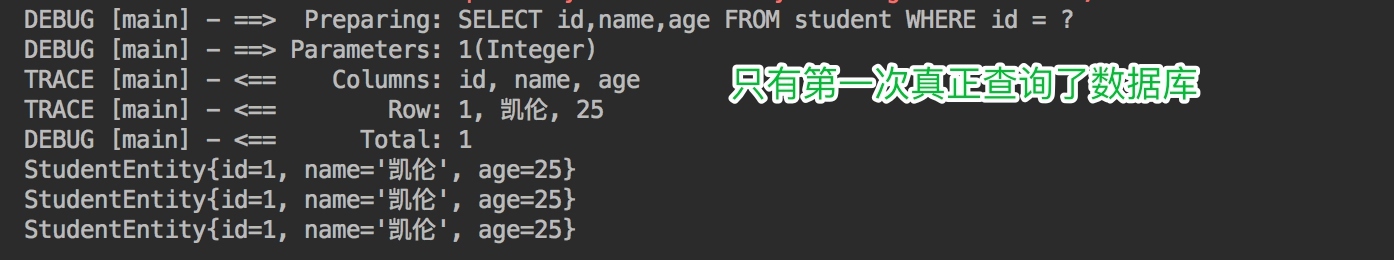 DEBUG [main] - ==>  Preparing: SELECT id,name,age FROM student WHERE id = ?
DEBUG [main] - ==> Parameters: 1(Integer)
TRACE [main] - <==    Columns: id, name, age
只有第一次真正查询了数据库
TRACE [main] - <==        Row: 1, 凯伦, 25
DEBUG [main] - <==      Total: 1
StudentEntity{id=1, name='凯伦', age=25}
StudentEntity{id=1, name='凯伦', age=25}
StudentEntity{id=1, name='凯伦', age=25}